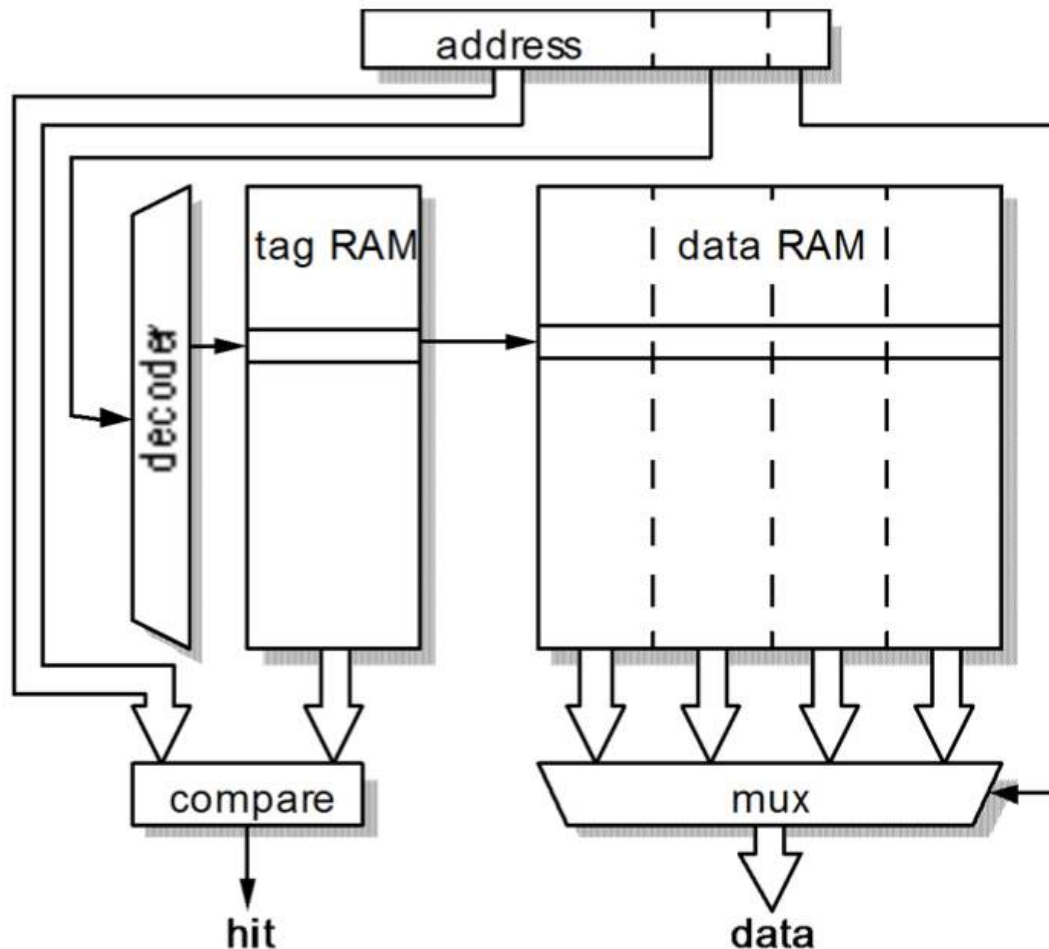 address
tag RAM
data RAM
decoder
compare
mux
hit
data